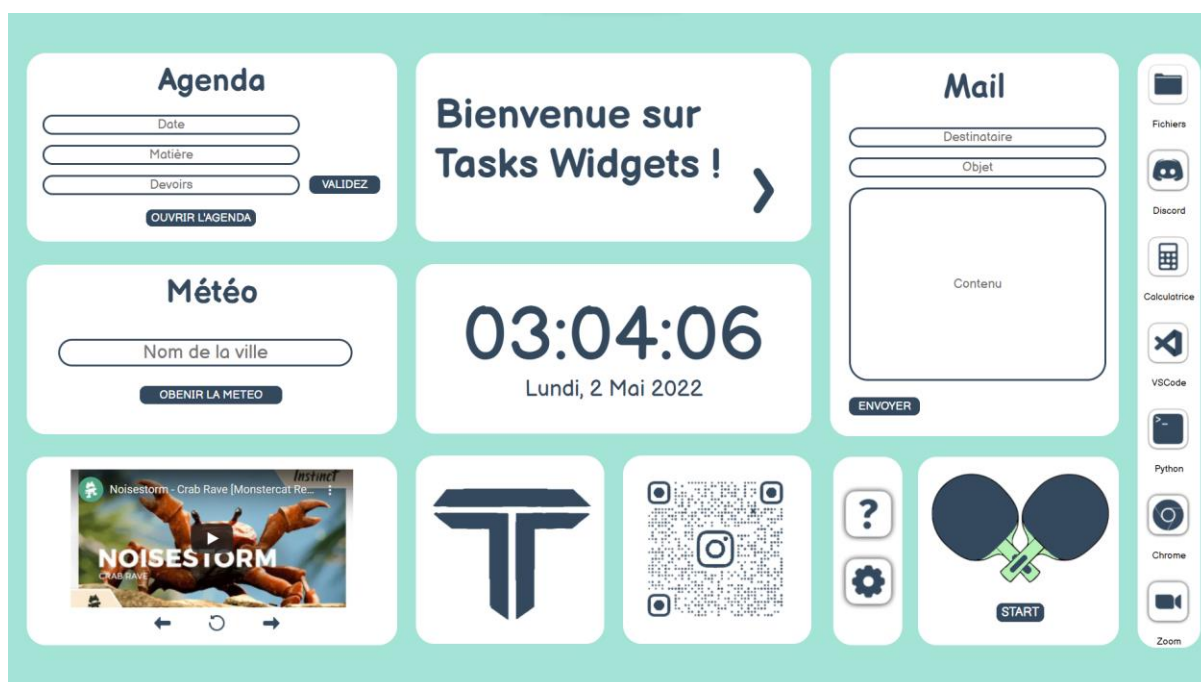 Agenda
Date
Matière
Devoirs
VALIDEZ
OUVRIR L'AGENDA
Bienvenue sur
Tasks Widgets !
Mail
Destinataire
Objet
Contenu
ENVOYER
Fichiers
Discord
Calculatrice
VSCode
>_
Python
Chrome
Zoom
Météo
Nom de la ville
OBENIR LA METEO
03:04:06
Lundi, 2 Mai 2022
Instinct
Noisestorm - Crab Rave [Monstercat Re...
NOISESTORM
CRAB RAVE
?
START